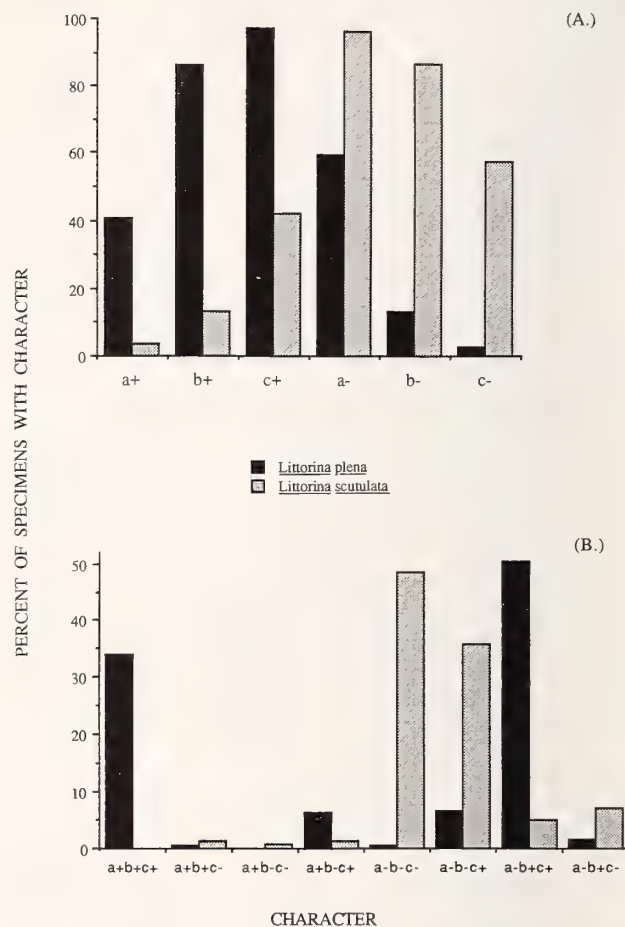 (A.)
100
80
60
40
20
0
a+ b+ c+ a- b- c-
PERCENT OF SPECIMENS WITH CHARACTER
Littorina plena
Littorina scutulata
(B.)
50
40
30
20
10
0
a+b+c+ a+b+c- a+b-c- a+b-c+ a-b-c- a-b-c+ a-b+c+ a-b+c-
CHARACTER